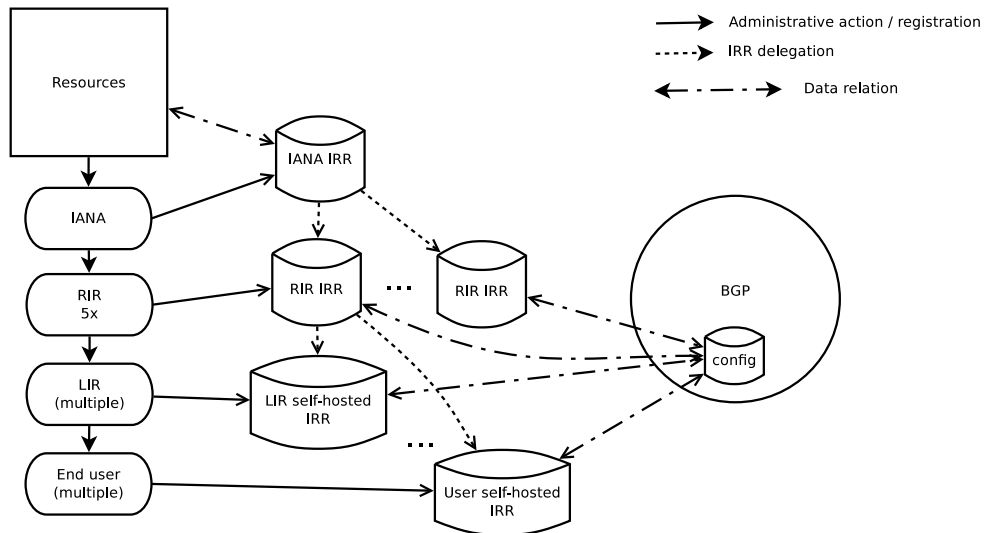 Administrative action / registration
IRR delegation
Data relation
Resources
IANA IRR
IANA
RIR
5x
RIR IRR
...
RIR IRR
BGP
config
LIR
(multiple)
LIR self-hosted
IRR
...
End user
(multiple)
User self-hosted
IRR